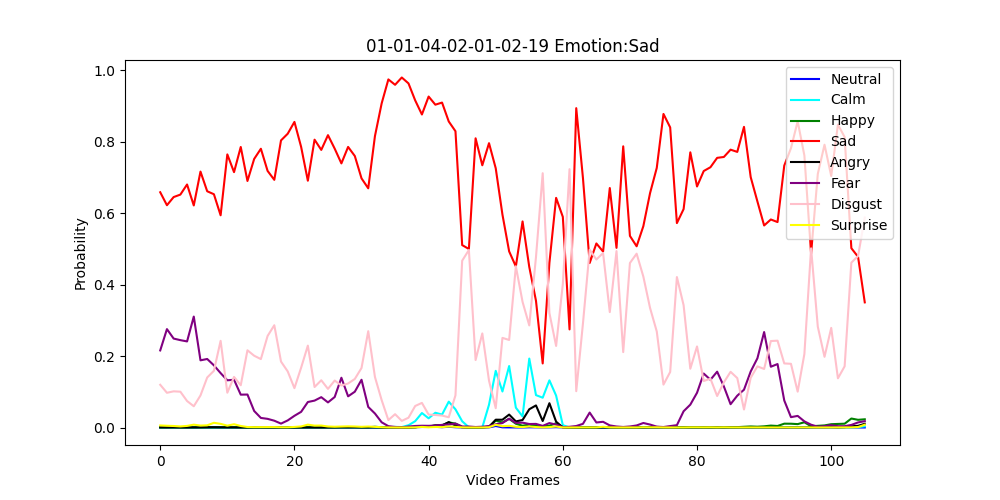 01-01-04-02-01-02-19 Emotion:Sad
1.0
0.8
0.6
0.4
0.2
0.0
Probability
Neutral
Calm
Happy
Sad
Angry
Fear
Disgust
Surprise
0 20 40 60 80 100
Video Frames